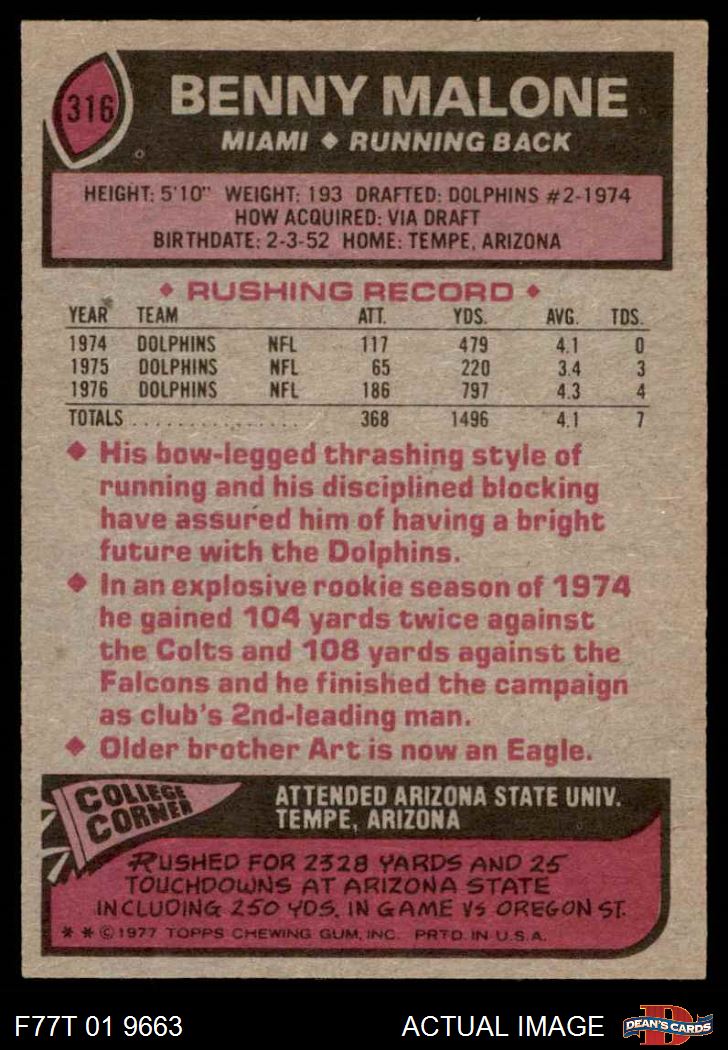 316
BENNY MALONE
MIAMI ◆ RUNNING BACK
HEIGHT: 5'10" WEIGHT: 193 DRAFTED: DOLPHINS #2-1974
HOW ACQUIRED: VIA DRAFT
BIRTHDATE: 2-3-52 HOME: TEMPE, ARIZONA
◆ RUSHING RECORD ◆
YEAR TEAM ATT. YDS. AVG. TDS.
1974 DOLPHINS NFL 117 479 4.1 0
1975 DOLPHINS NFL 65 220 3.4 3
1976 DOLPHINS NFL 186 797 4.3 4
TOTALS . . . . . . . . . . . . . . . . 368 1496 4.1 7
◆ His bow-legged thrashing style of
running and his disciplined blocking
have assured him of having a bright
future with the Dolphins.
◆ In an explosive rookie season of 1974
he gained 104 yards twice against
the Colts and 108 yards against the
Falcons and he finished the campaign
as club's 2nd-leading man.
◆ Older brother Art is now an Eagle.
COLLEGE
CORNER
ATTENDED ARIZONA STATE UNIV.
TEMPE, ARIZONA
RUSHED FOR 2328 YARDS AND 25
TOUCHDOWNS AT ARIZONA STATE
INCLUDING 250 YDS. IN GAME VS OREGON ST.
* * © 1977 TOPPS CHEWING GUM, INC. PRTD. IN U.S.A.
F77T 01 9663 ACTUAL IMAGE
DEAN'S CARDS